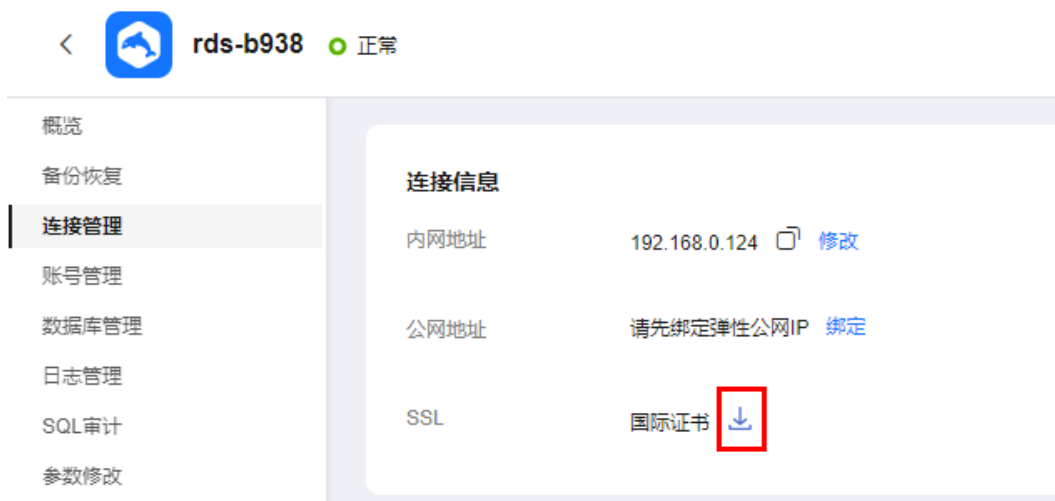 rds-b938 正常
概览
备份恢复
连接管理
账号管理
数据库管理
日志管理
SQL审计
参数修改
连接信息
内网地址 192.168.0.124 修改
公网地址 请先绑定弹性公网IP 绑定
SSL 国际证书